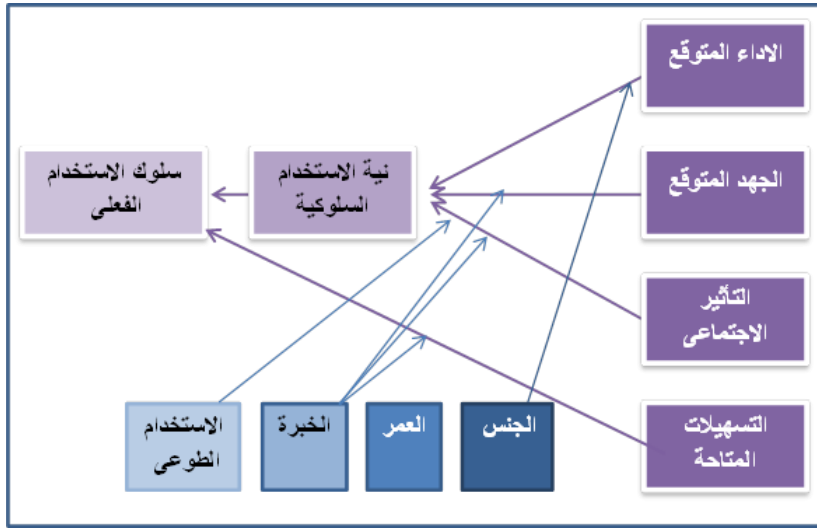 الاداء المتوقع
الجهد المتوقع
نية الاستخدام
السلوكية
سلوك الاستخدام
الفعلى
التأثير
الاجتماعى
التسهيلات
المتاحة
الجنس
العمر
الخبرة
الاستخدام
الطوعى